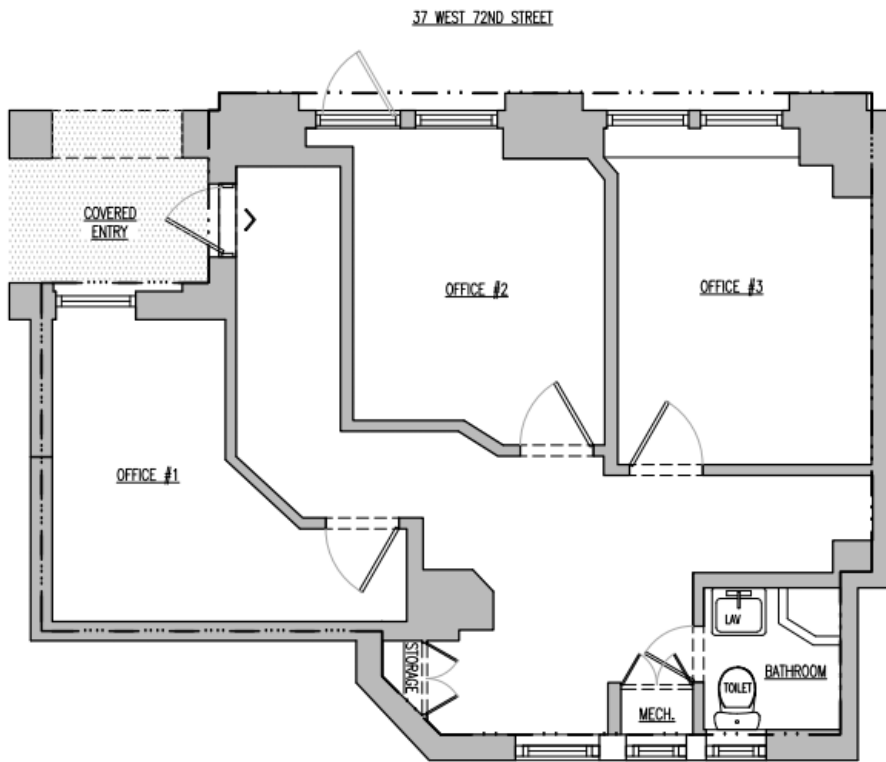 37 WEST 72ND STREET
COVERED
ENTRY
OFFICE #2
OFFICE #3
OFFICE #1
LAV
STORAGE
BATHROOM
TOILET
MECH.